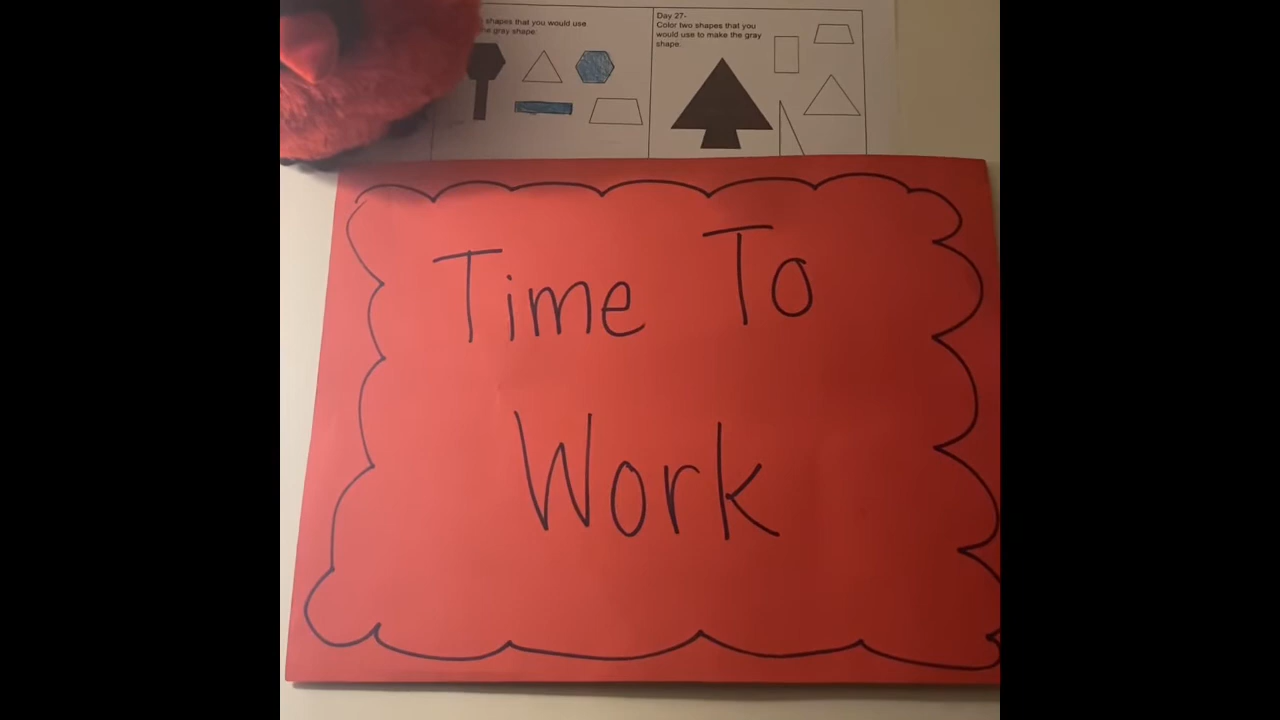 shapes that you would use
gray shape:
Day 27-
Color two shapes that you
would use to make the gray
shape.
Time To
Work